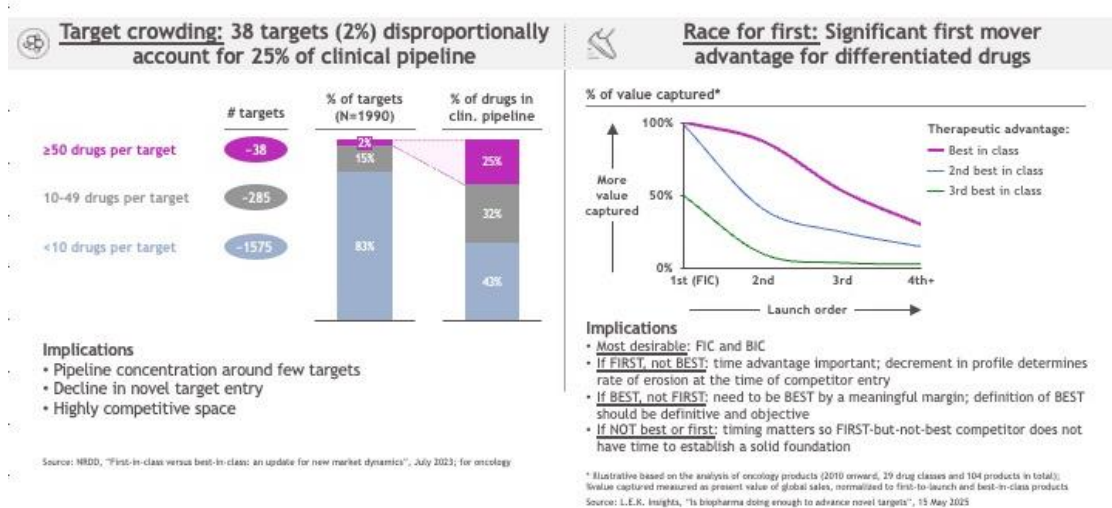 Target crowding: 38 targets (2%) disproportionally
account for 25% of clinical pipeline
# targets
% of targets
(N=1990)
% of drugs in
clin. pipeline
≥50 drugs per target
~38
2%
25%
10-49 drugs per target
~285
15%
32%
<10 drugs per target
~1575
83%
43%
Implications
• Pipeline concentration around few targets
• Decline in novel target entry
• Highly competitive space
Source: NRDD, "First-in-class versus best-in-class: an update for new market dynamics", July 2023; for oncology
Race for first: Significant first mover
advantage for differentiated drugs
% of value captured*
100%
50%
0%
More
value
captured
Therapeutic advantage:
Best in class
2nd best in class
3rd best in class
1st (FIC)
2nd
3rd
4th+
Launch order
Implications
• Most desirable: FIC and BIC
• If FIRST, not BEST: time advantage important; decrement in profile determines
rate of erosion at the time of competitor entry
• If BEST, not FIRST: need to be BEST by a meaningful margin; definition of BEST
should be definitive and objective
• If NOT best or first: timing matters so FIRST-but-not-best competitor does not
have time to establish a solid foundation
* Illustrative based on the analysis of oncology products (2010 onward, 29 drug classes and 104 products in total);
%value captured measured as present value of global sales, normalized to first-to-launch and best-in-class products
Source: L.E.K. Insights, "Is biopharma doing enough to advance novel targets", 15 May 2025